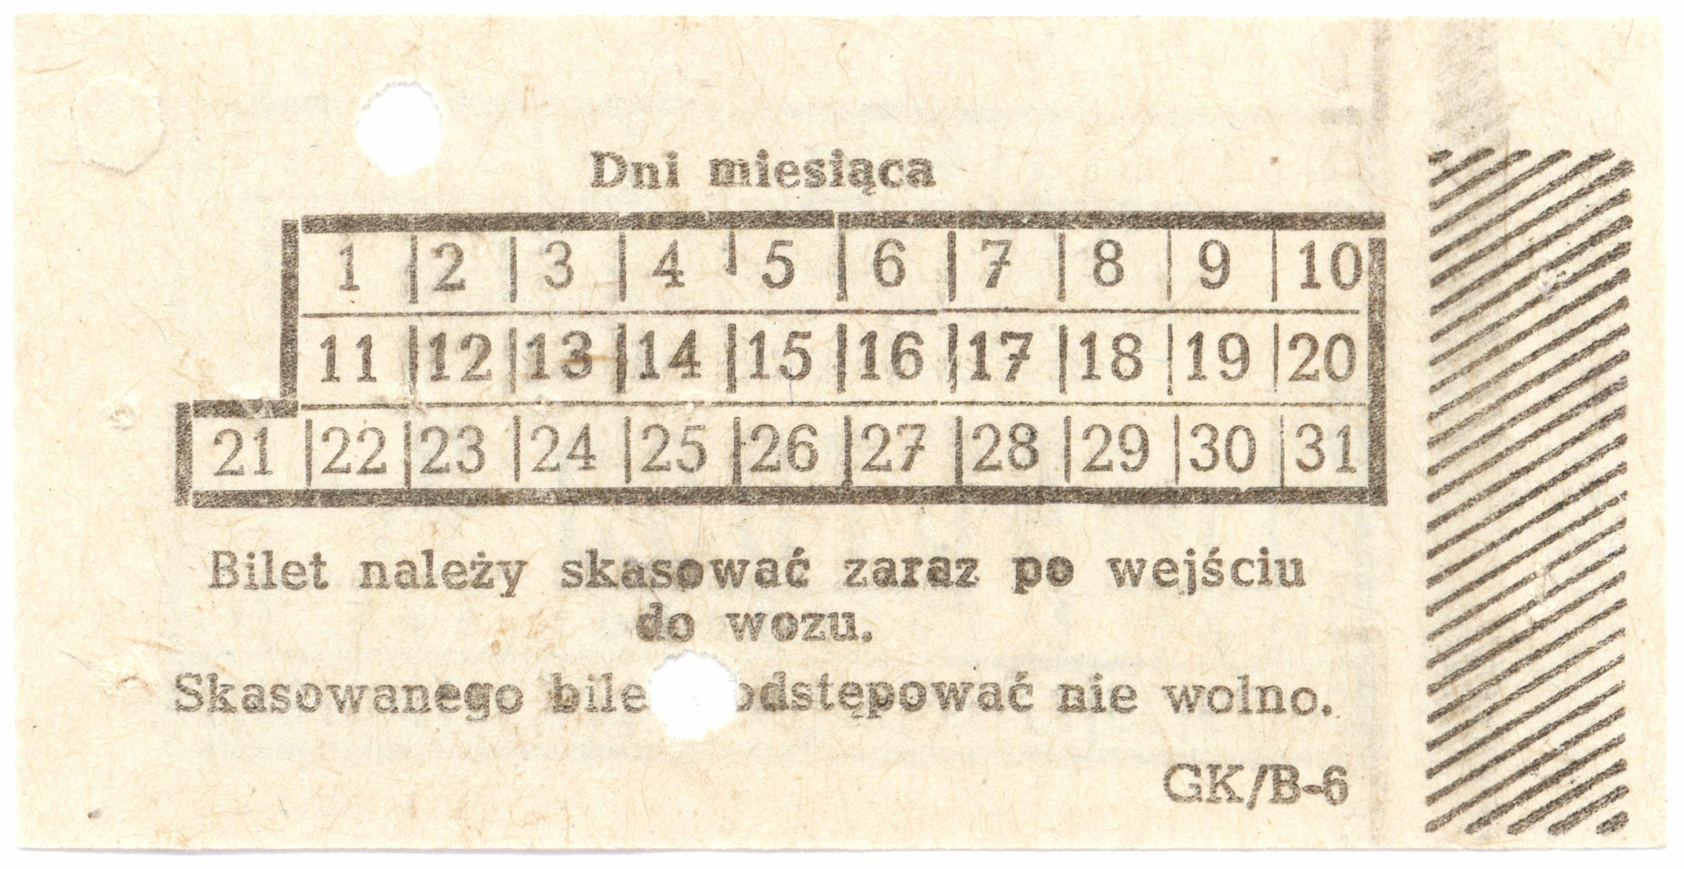 Dni miesiąca
1 2 3 4 5 6 7 8 9 10
11 12 13 14 15 16 17 18 19 20
21 22 23 24 25 26 27 28 29 30 31
Bilet należy skasować zaraz po wejściu
do wozu.
Skasowanego bile odstępować nie wolno.
GK/B-6